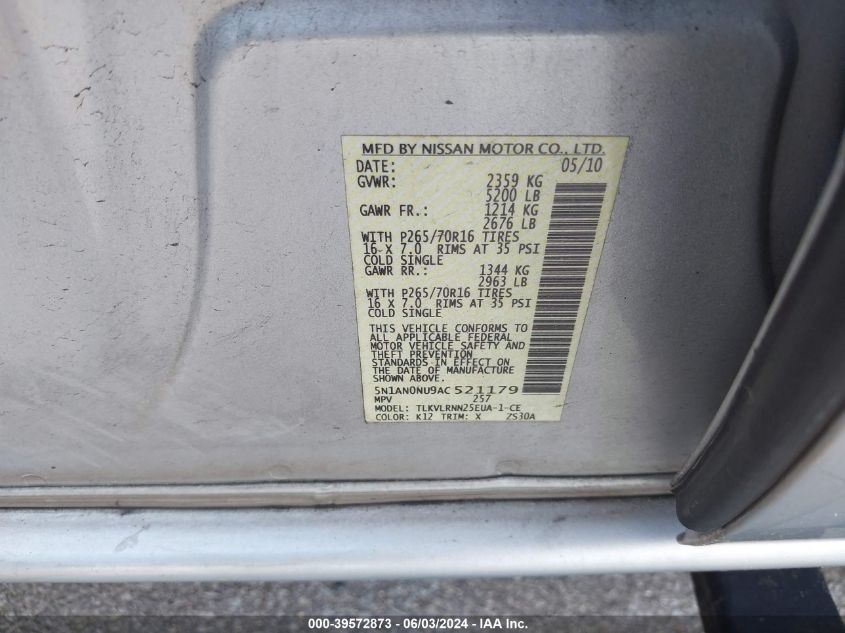 MFD BY NISSAN MOTOR CO., LTD.
DATE: 05/10
GVWR: 2359 KG
5200 LB
GAWR FR.: 1214 KG
2676 LB
WITH P265/70R16 TIRES
16 X 7.0 RIMS AT 35 PSI
COLD SINGLE
GAWR RR.: 1344 KG
2963 LB
WITH P265/70R16 TIRES
16 X 7.0 RIMS AT 35 PSI
COLD SINGLE
THIS VEHICLE CONFORMS TO
ALL APPLICABLE FEDERAL
MOTOR VEHICLE SAFETY AND
THEFT PREVENTION
STANDARDS IN EFFECT ON
THE DATE OF MANUFACTURE
SHOWN ABOVE.
5N1AN0NU9AC 521179
MPV 257
MODEL: TLKVLRNN25EUA-1-CE
COLOR: K12 TRIM: X ZS30A
000-39572873 - 06/03/2024 - IAA Inc.